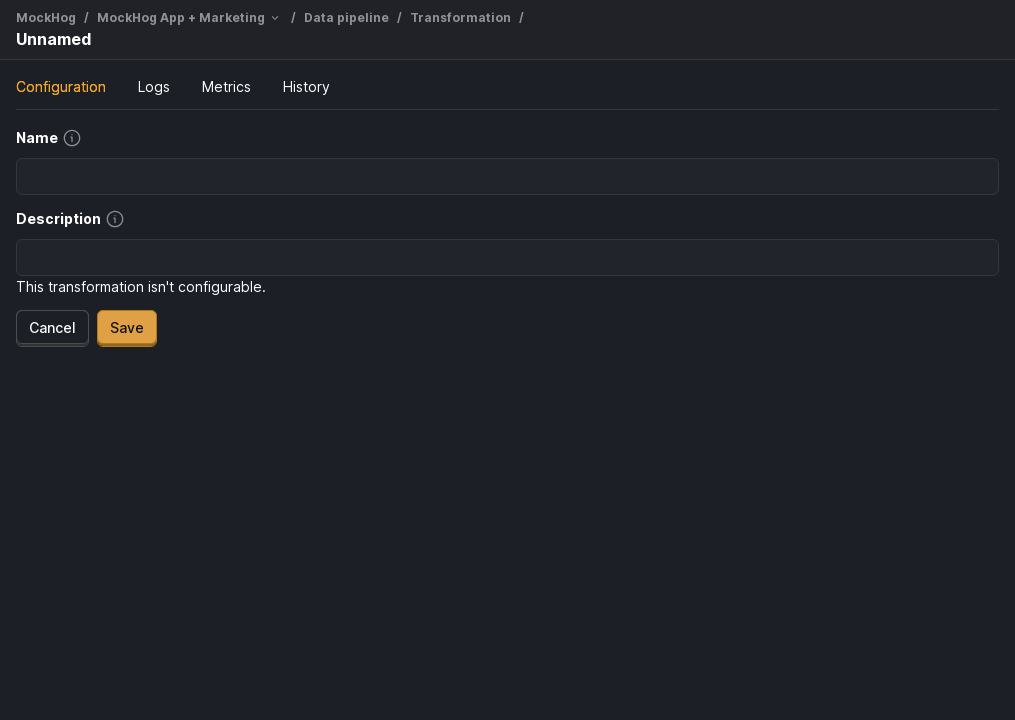 MockHog / MockHog App + Marketing / Data pipeline / Transformation /
Unnamed
Configuration Logs Metrics History
Name
Description
This transformation isn't configurable.
Cancel Save